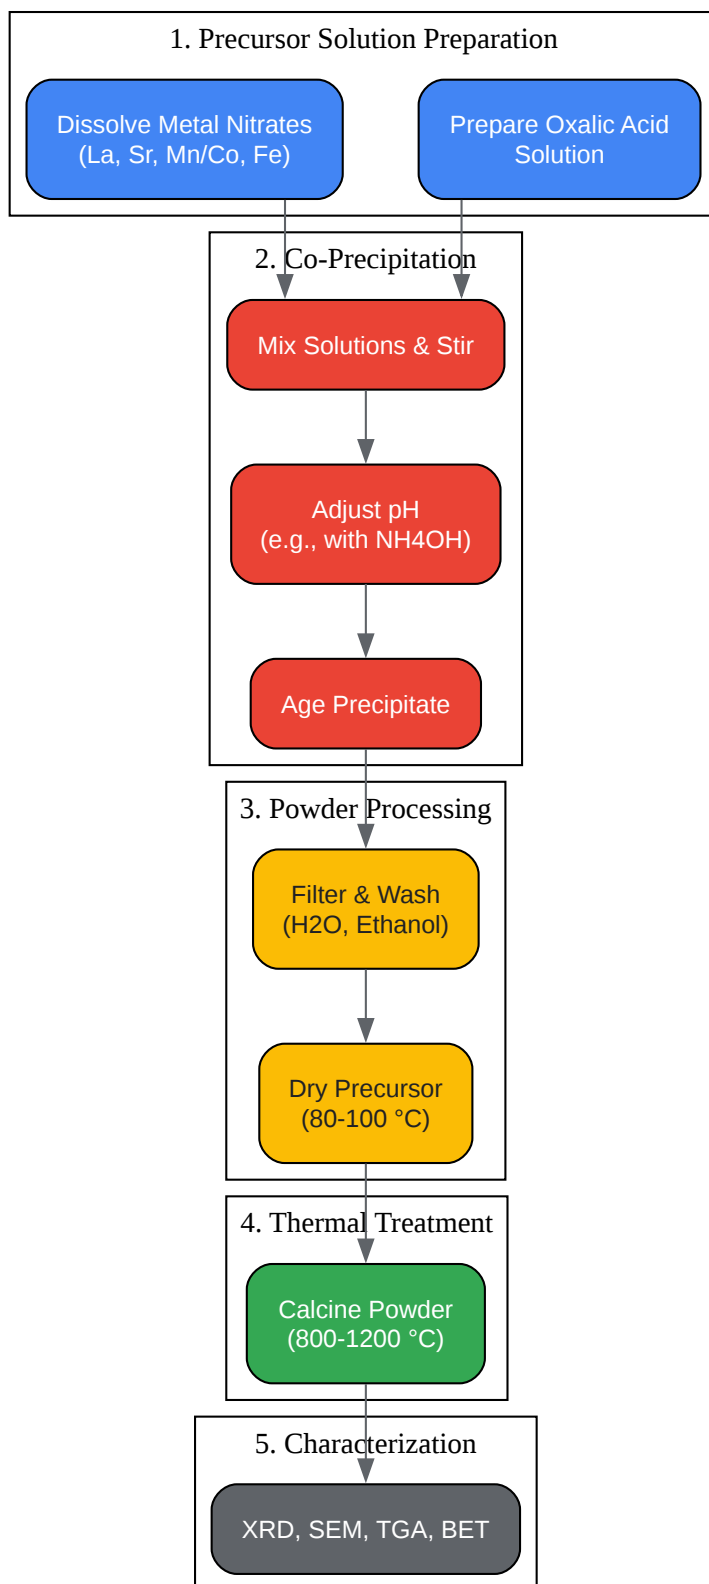 1. Precursor Solution Preparation
Dissolve Metal Nitrates
(La, Sr, Mn/Co, Fe)
Prepare Oxalic Acid
Solution
2. Co-Precipitation
Mix Solutions & Stir
Adjust pH
(e.g., with NH4OH)
Age Precipitate
3. Powder Processing
Filter & Wash
(H2O, Ethanol)
Dry Precursor
(80-100 °C)
4. Thermal Treatment
Calcine Powder
(800-1200 °C)
5. Characterization
XRD, SEM, TGA, BET